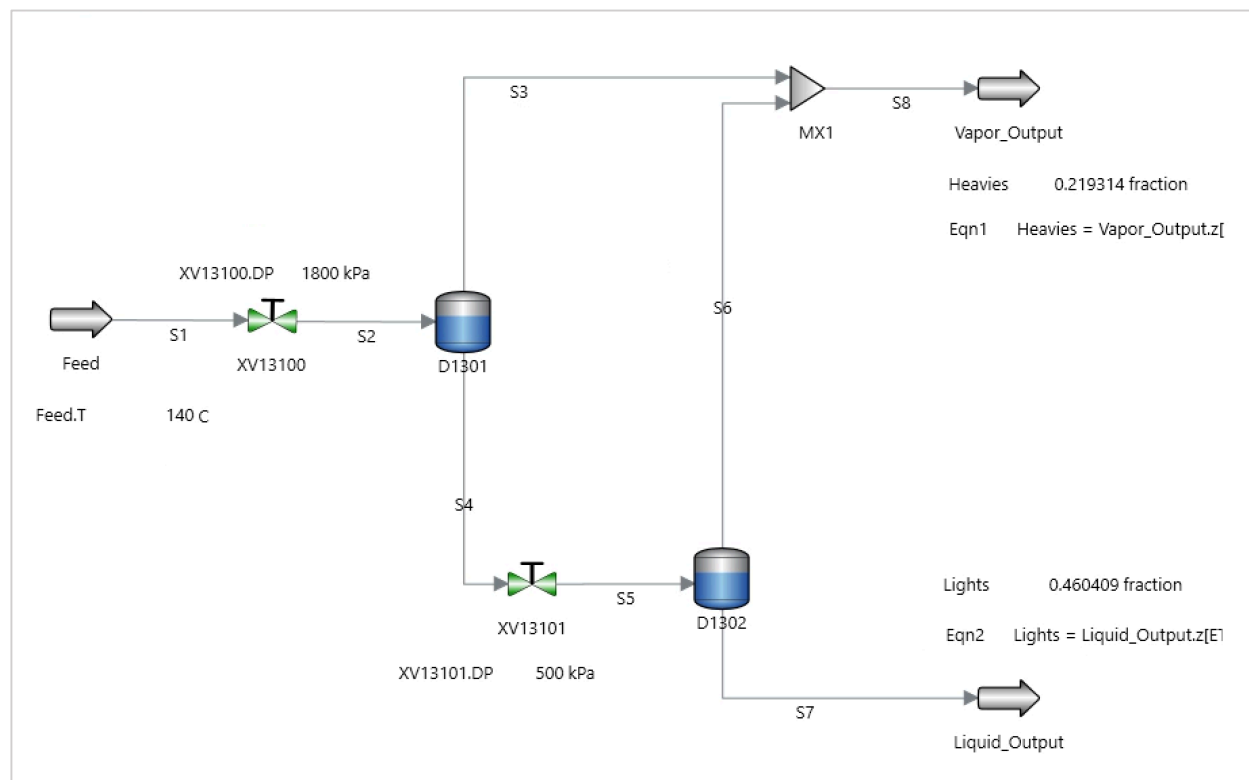 S3
S8
MX1
Vapor_Output
Heavies 0.219314 fraction
Eqn1 Heavies = Vapor_Output.z[
XV13100.DP 1800 kPa
S6
S1
S2
Feed
XV13100
D1301
Feed.T 140 C
S4
S5
XV13101
D1302
XV13101.DP 500 kPa
Lights 0.460409 fraction
Eqn2 Lights = Liquid_Output.z[ET
S7
Liquid_Output